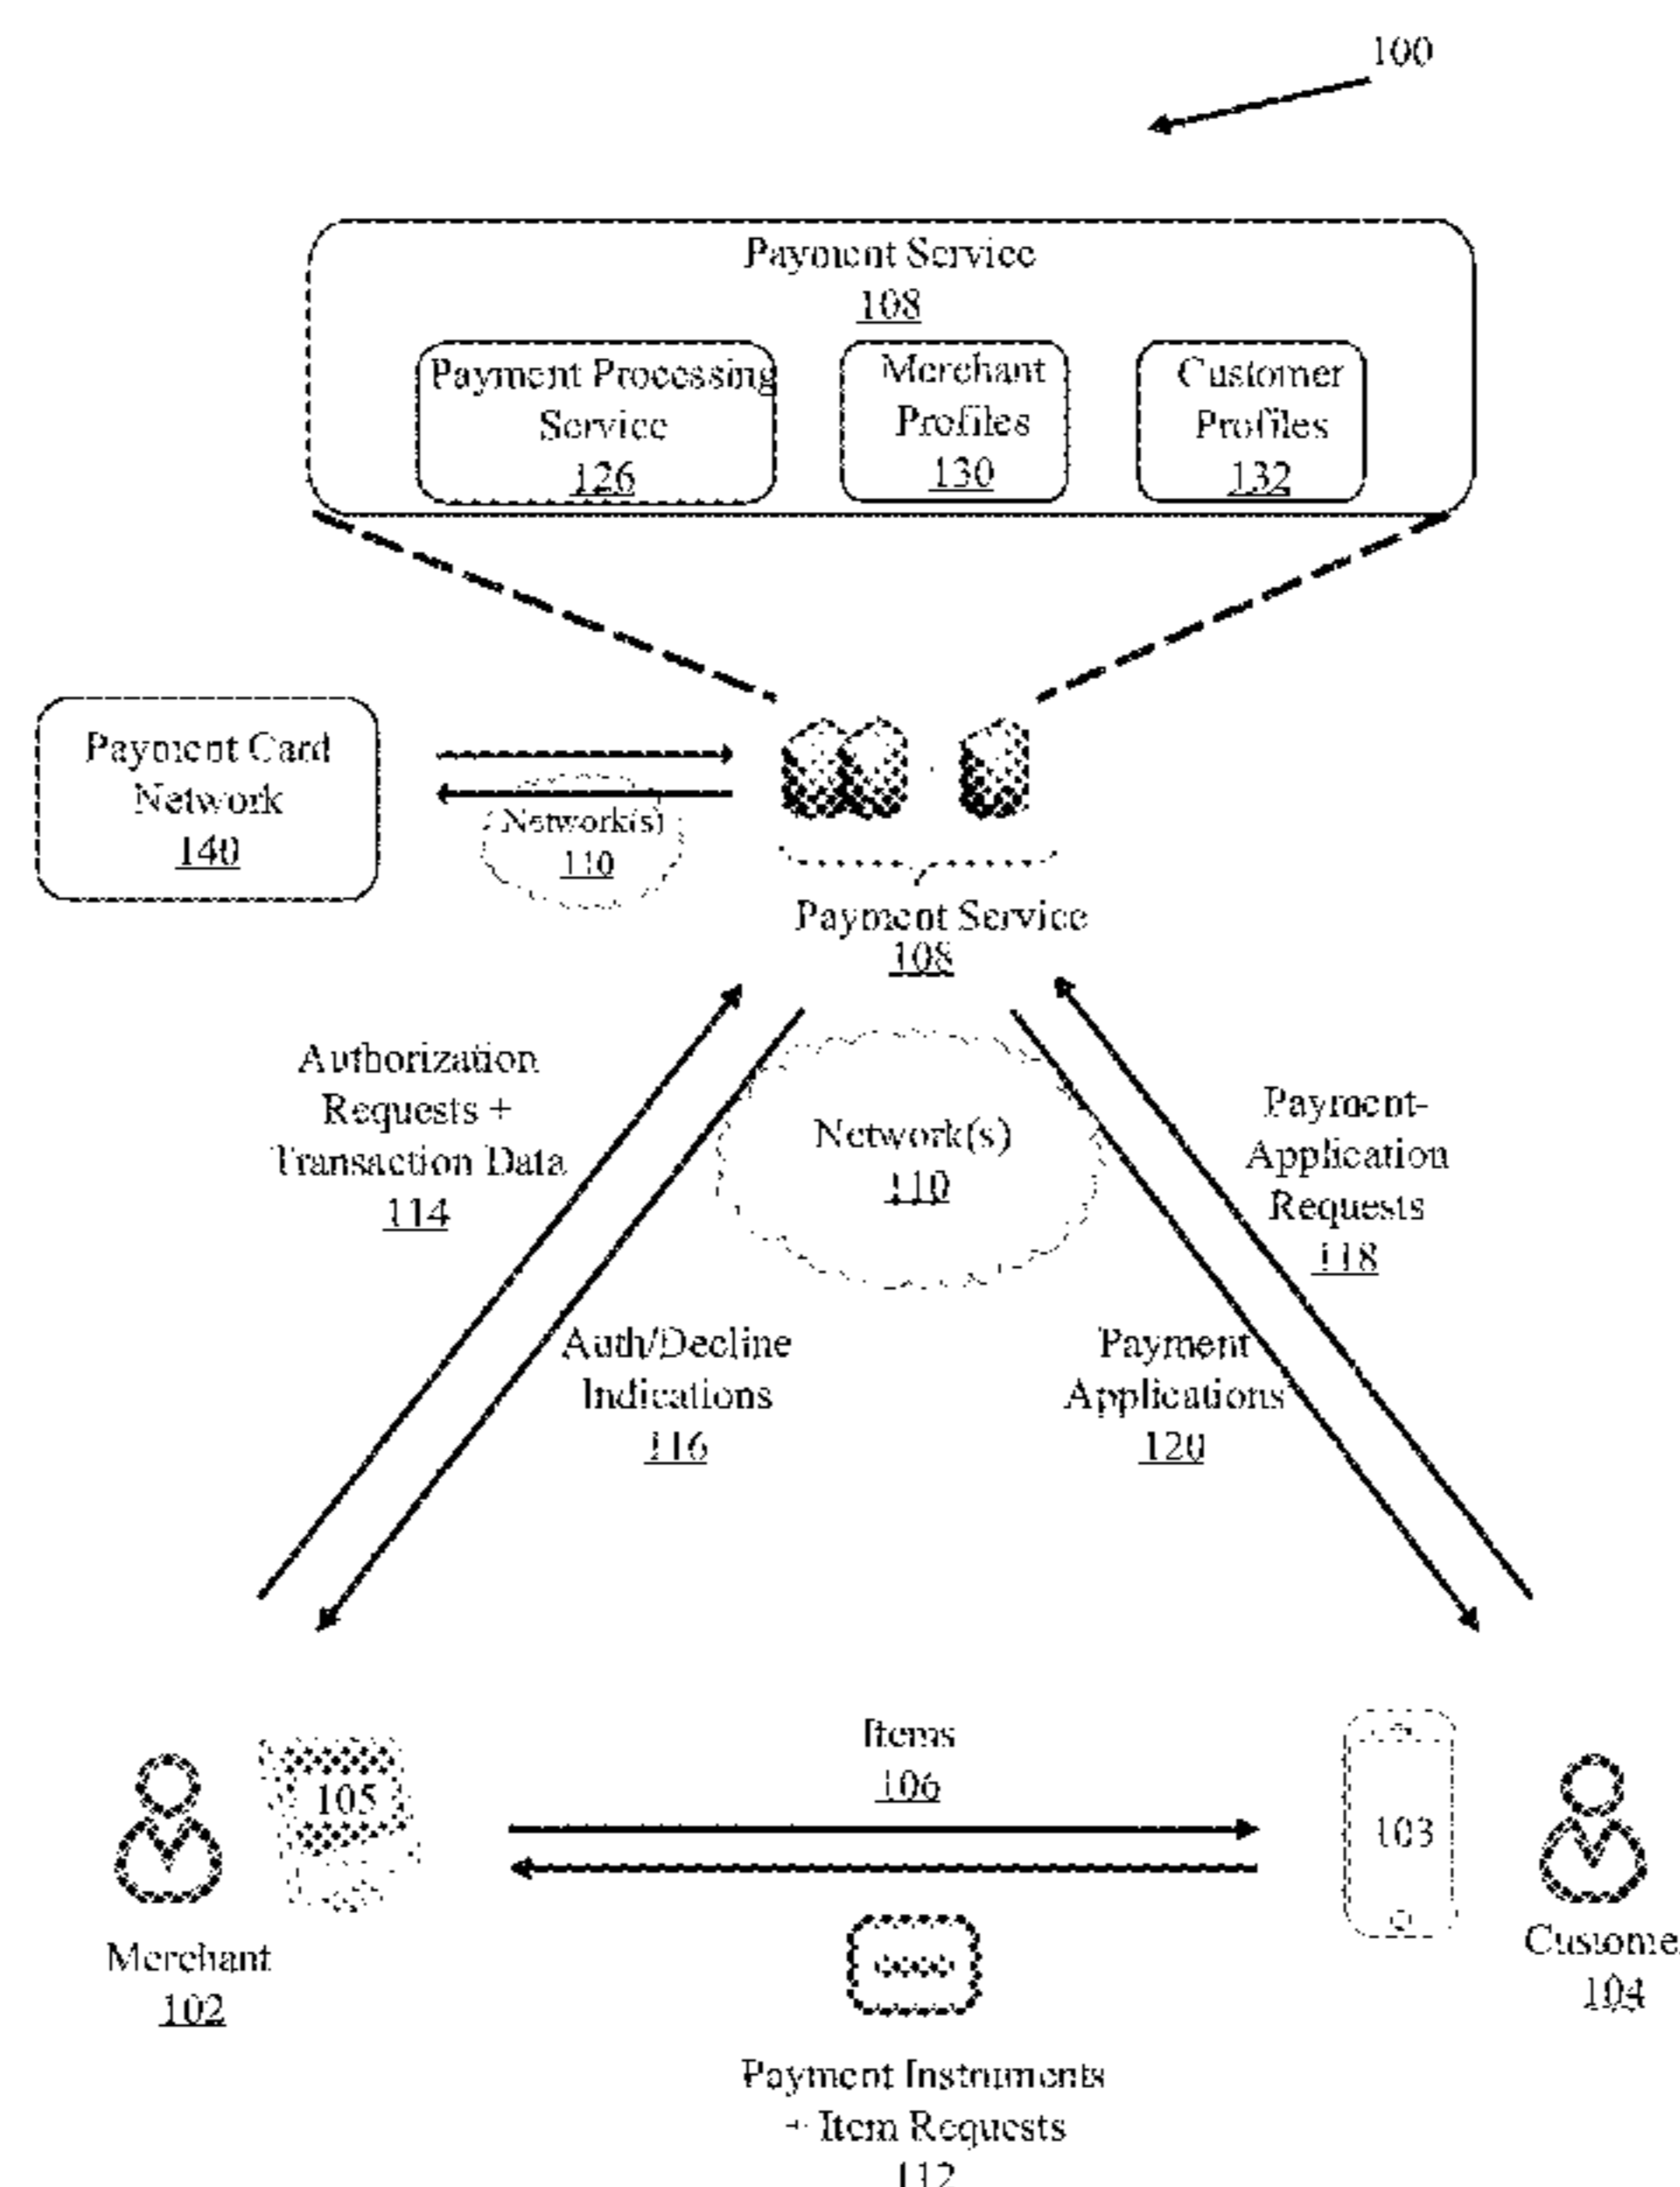 100
Payment Service
108
Payment Processing
Service
126
Merchant
Profiles
130
Customer
Profiles
132
Payment Card
Network
140
Network(s)
110
Payment Service
108
Authorization
Requests +
Transaction Data
114
Network(s)
110
Payment-
Application
Requests
118
Auth/Decline
Indications
116
Payment
Applications
120
Items
106
105
103
Merchant
102
Custome
104
Payment Instruments
+ Item Requests
112